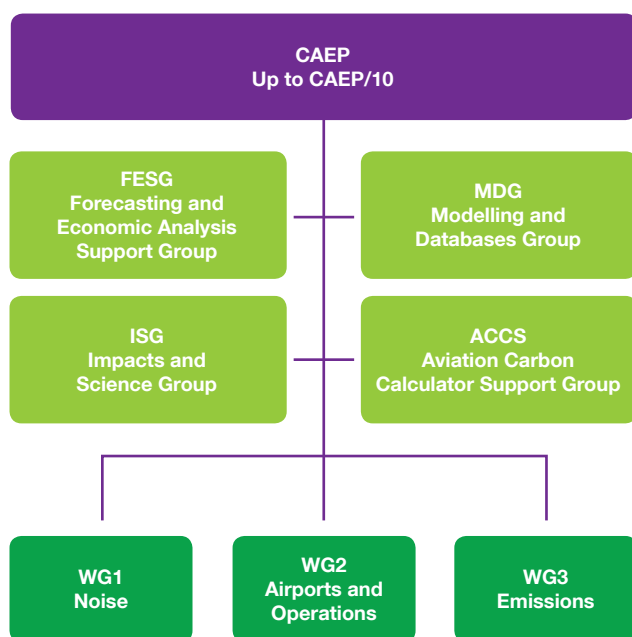 CAEP
Up to CAEP/10
FESG
Forecasting and
Economic Analysis
Support Group
MDG
Modelling and
Databases Group
ISG
Impacts and
Science Group
ACCS
Aviation Carbon
Calculator Support Group
WG1
Noise
WG2
Airports and
Operations
WG3
Emissions